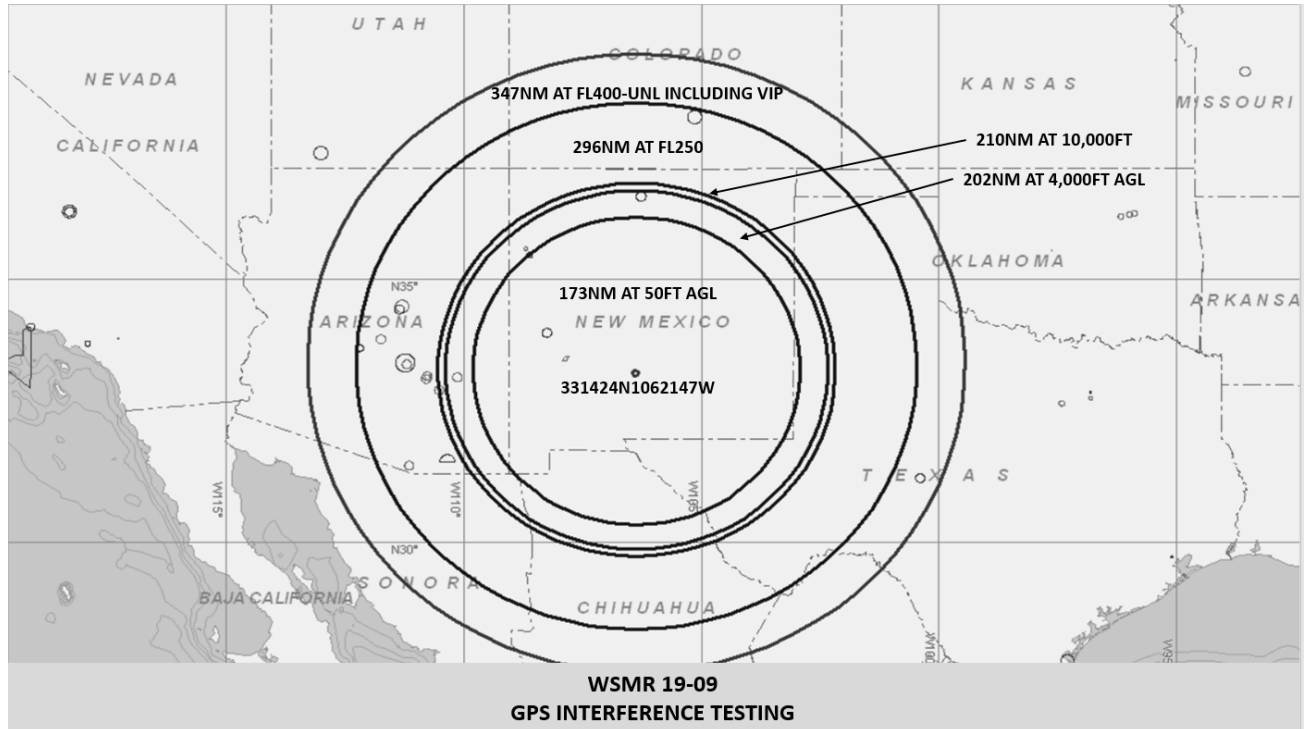 UTAH
COLORADO
NEVADA
KANSAS
347NM AT FL400-UNL INCLUDING VIP
MISSOURI
CALIFORNIA
296NM AT FL250
210NM AT 10,000FT
202NM AT 4,000FT AGL
OKLAHOMA
N35°
173NM AT 50FT AGL
ARKANSA
ARIZONA
NEW MEXICO
331424N1062147W
TEXAS
W115°
W110°
W105
N30°
SONORA
BAJA CALIFORNIA
CHIHUAHUA
W100
W95
WSMR 19-09
GPS INTERFERENCE TESTING